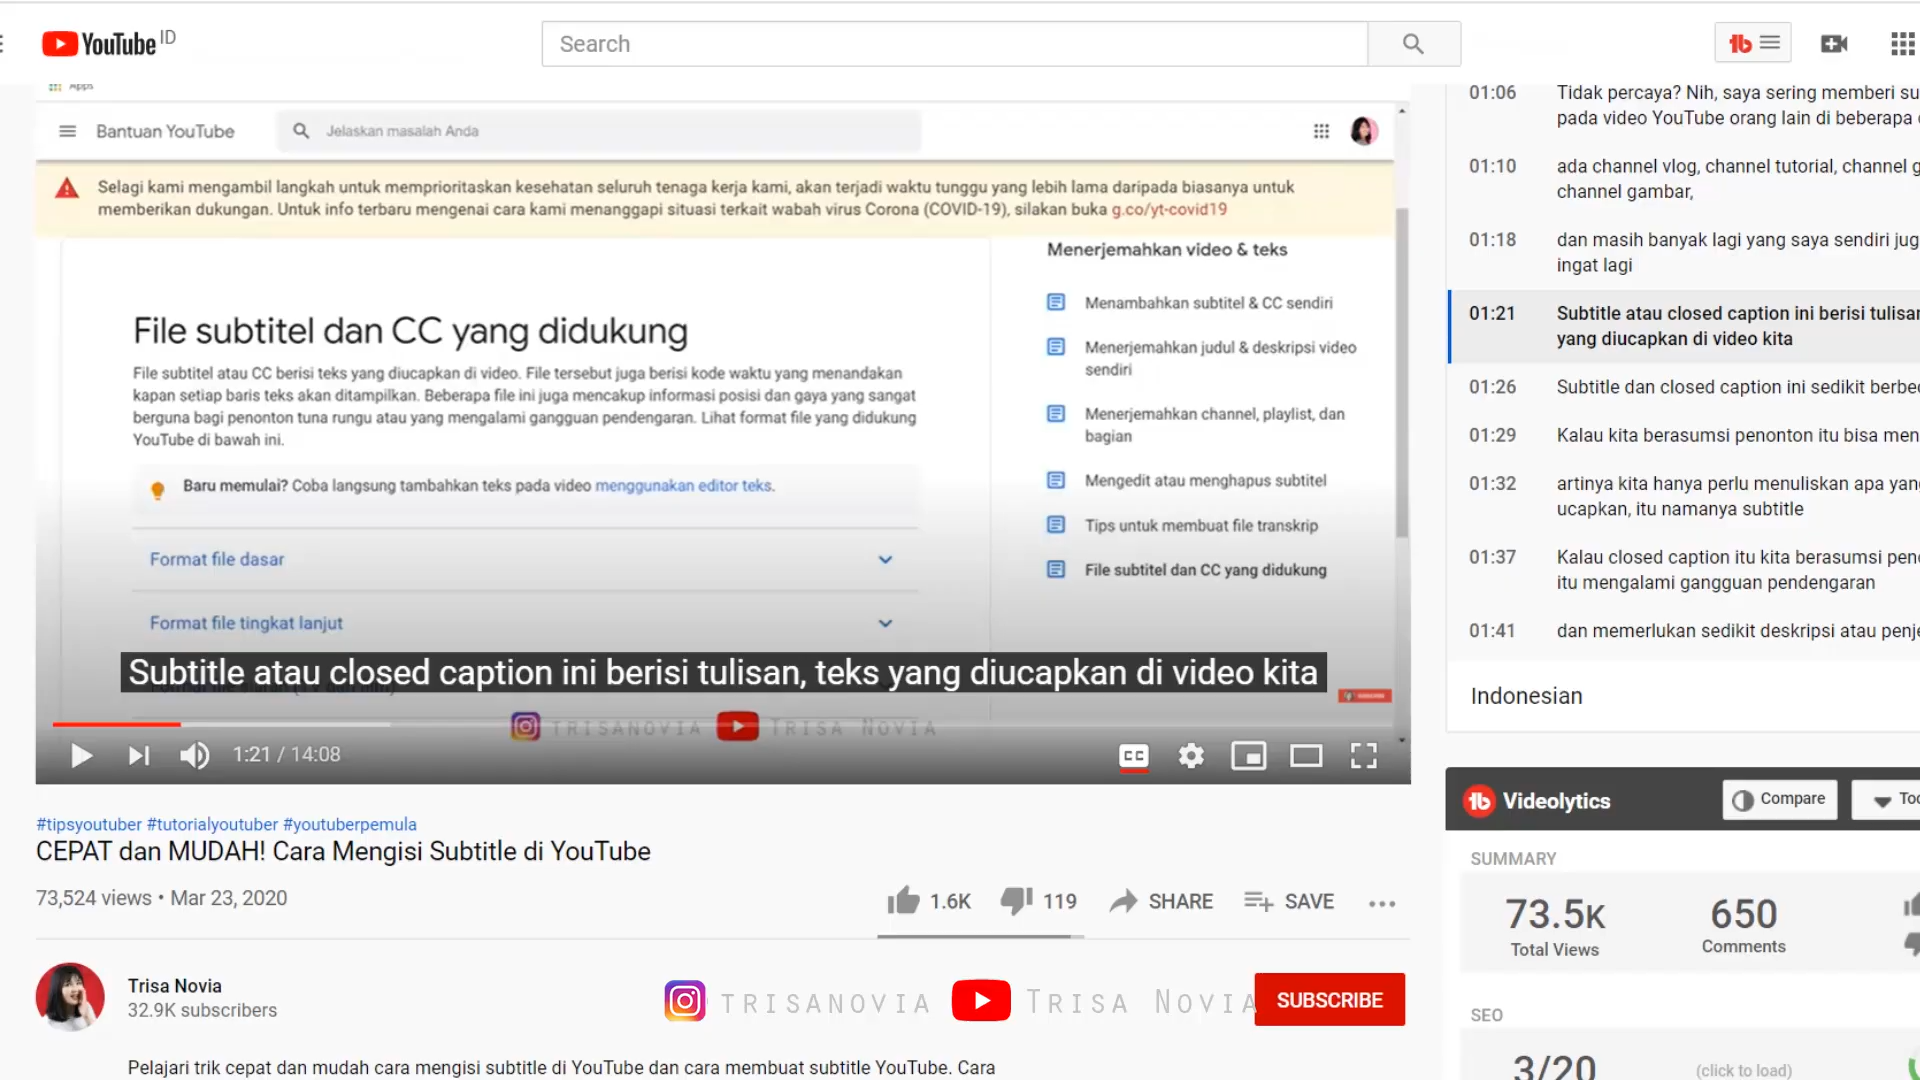 YouTube ID
Search
Apps
Bantuan YouTube
Jelaskan masalah Anda
Selagi kami mengambil langkah untuk memprioritaskan kesehatan seluruh tenaga kerja kami, akan terjadi waktu tunggu yang lebih lama daripada biasanya untuk
memberikan dukungan. Untuk info terbaru mengenai cara kami menanggapi situasi terkait wabah virus Corona (COVID-19), silakan buka g.co/yt-covid19
File subtitel dan CC yang didukung
File subtitel atau CC berisi teks yang diucapkan di video. File tersebut juga berisi kode waktu yang menandakan
kapan setiap baris teks akan ditampilkan. Beberapa file ini juga mencakup informasi posisi dan gaya yang sangat
berguna bagi penonton tuna rungu atau yang mengalami gangguan pendengaran. Lihat format file yang didukung
YouTube di bawah ini.
Baru memulai? Coba langsung tambahkan teks pada video menggunakan editor teks.
Format file dasar
Format file tingkat lanjut
Menerjemahkan video & teks
Menambahkan subtitel & CC sendiri
Menerjemahkan judul & deskripsi video
sendiri
Menerjemahkan channel, playlist, dan
bagian
Mengedit atau menghapus subtitel
Tips untuk membuat file transkrip
File subtitel dan CC yang didukung
Subtitle atau closed caption ini berisi tulisan, teks yang diucapkan di video kita
TRISANOVIA TRISA NOVIA
1:21 / 14:08
CC
#tipsyoutuber #tutorialyoutuber #youtuberpemula
CEPAT dan MUDAH! Cara Mengisi Subtitle di YouTube
73,524 views • Mar 23, 2020
1.6K 119 SHARE SAVE
Trisa Novia
32.9K subscribers
TRISANOVIA TRISA NOVIA
SUBSCRIBE
Pelajari trik cepat dan mudah cara mengisi subtitle di YouTube dan cara membuat subtitle YouTube. Cara
01:06 Tidak percaya? Nih, saya sering memberi su
pada video YouTube orang lain di beberapa
01:10 ada channel vlog, channel tutorial, channel g
channel gambar,
01:18 dan masih banyak lagi yang saya sendiri jug
ingat lagi
01:21 Subtitle atau closed caption ini berisi tulisan
yang diucapkan di video kita
01:26 Subtitle dan closed caption ini sedikit berbe
01:29 Kalau kita berasumsi penonton itu bisa men
01:32 artinya kita hanya perlu menuliskan apa yang
ucapkan, itu namanya subtitle
01:37 Kalau closed caption itu kita berasumsi pen
itu mengalami gangguan pendengaran
01:41 dan memerlukan sedikit deskripsi atau penje
Indonesian
Videolytics
Compare
Too
SUMMARY
73.5K 650
Total Views Comments
SEO
3/20 (click to load)